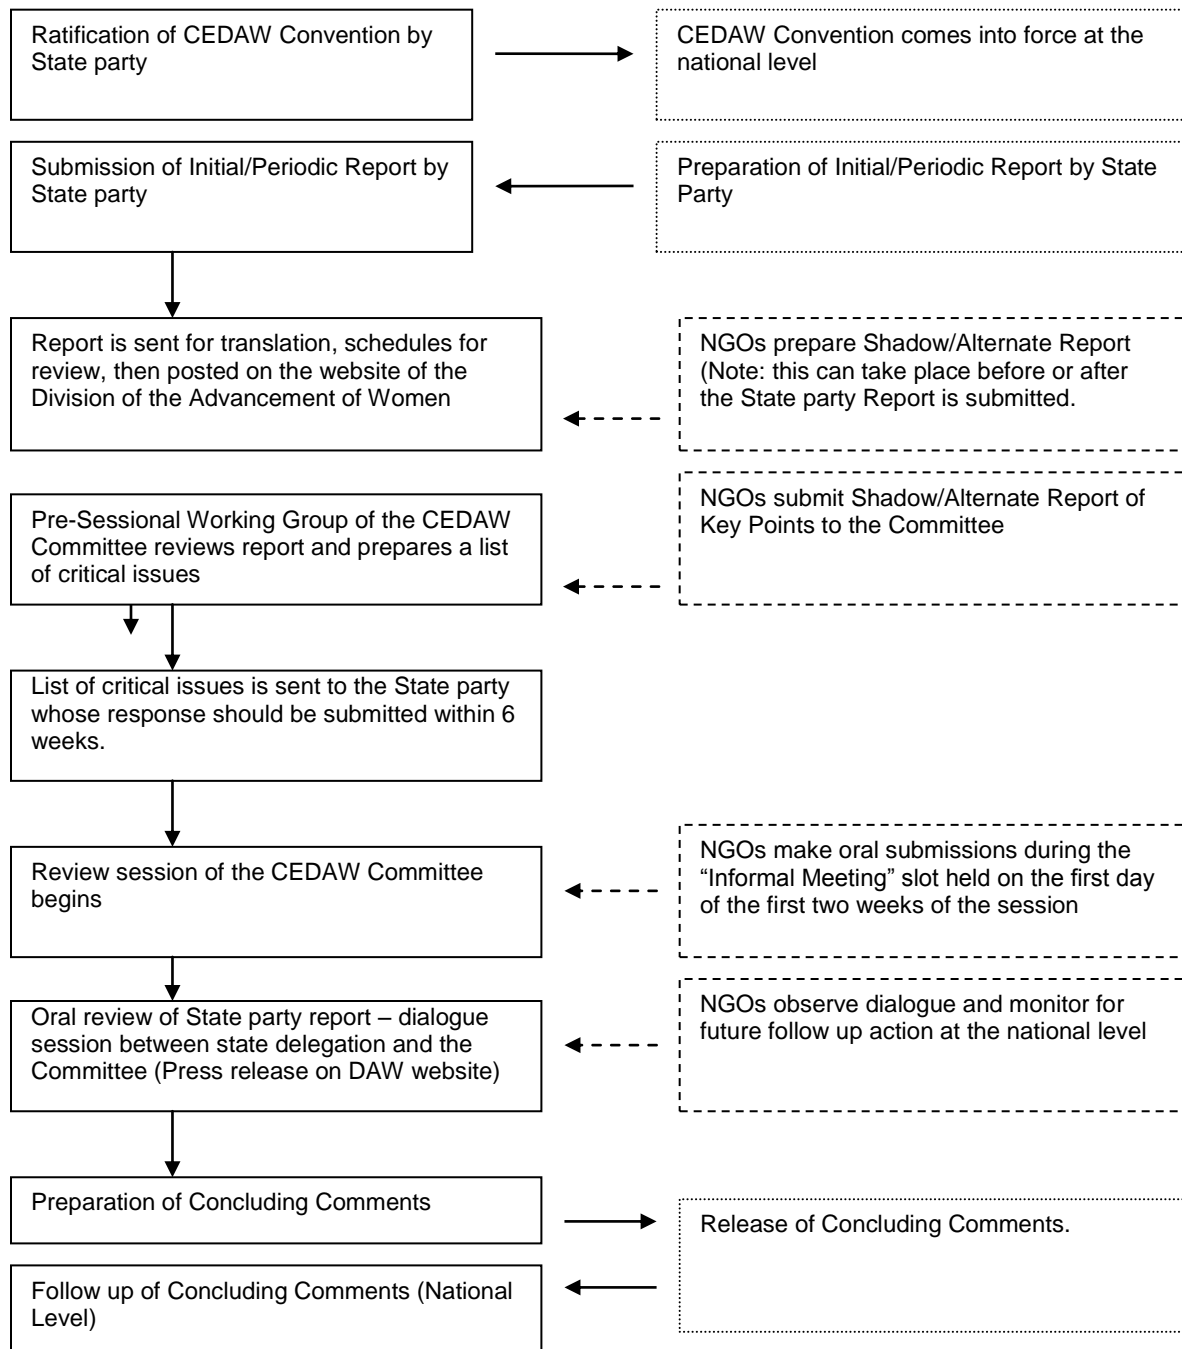 Ratification of CEDAW Convention by
State party
CEDAW Convention comes into force at the
national level
Submission of Initial/Periodic Report by
State party
Preparation of Initial/Periodic Report by State
Party
Report is sent for translation, schedules for
review, then posted on the website of the
Division of the Advancement of Women
NGOs prepare Shadow/Alternate Report
(Note: this can take place before or after
the State party Report is submitted.
Pre-Sessional Working Group of the CEDAW
Committee reviews report and prepares a list
of critical issues
NGOs submit Shadow/Alternate Report of
Key Points to the Committee
List of critical issues is sent to the State party
whose response should be submitted within 6
weeks.
Review session of the CEDAW Committee
begins
NGOs make oral submissions during the
“Informal Meeting” slot held on the first day
of the first two weeks of the session
Oral review of State party report – dialogue
session between state delegation and the
Committee (Press release on DAW website)
NGOs observe dialogue and monitor for
future follow up action at the national level
Preparation of Concluding Comments
Release of Concluding Comments.
Follow up of Concluding Comments (National
Level)